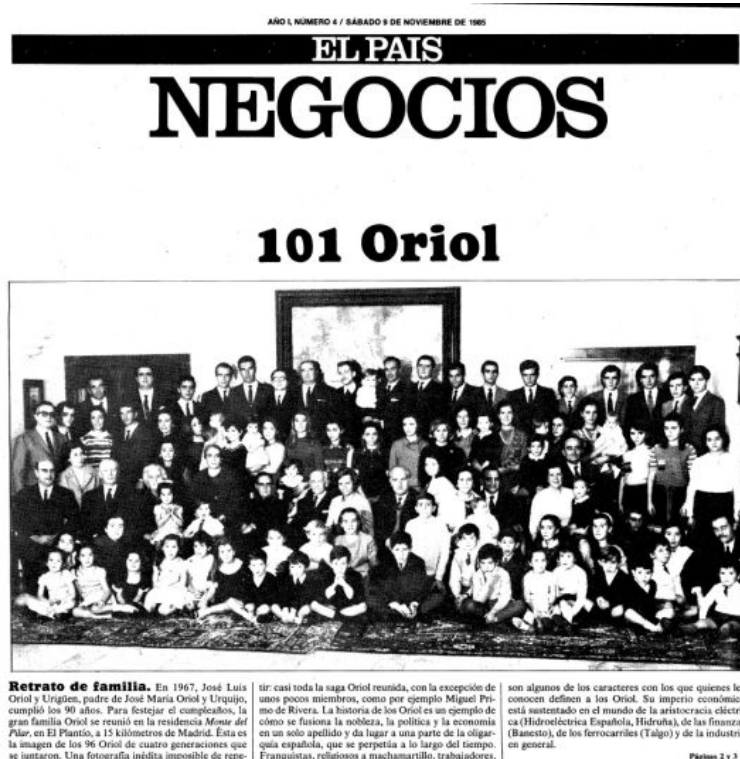 AÑO I, NÚMERO 4 / SÁBADO 9 DE NOVIEMBRE DE 1985
EL PAIS
NEGOCIOS
101 Oriol
Retrato de familia. En 1967, José Luis
Oriol y Urigüen, padre de José María Oriol y Urquijo,
cumplió los 90 años. Para festejar el cumpleaños, la
gran familia Oriol se reunió en la residencia Monte del
Pilar, en El Plantío, a 15 kilómetros de Madrid. Ésta es
la imagen de los 96 Oriol de cuatro generaciones que
se juntaron. Una fotografía inédita imposible de repe-
tir: casi toda la saga Oriol reunida, con la excepción de
unos pocos miembros, como por ejemplo Miguel Pri-
mo de Rivera. La historia de los Oriol es un ejemplo de
cómo se fusiona la nobleza, la política y la economía
en un solo apellido y da lugar a una parte de la oligar-
quía española, que se perpetúa a lo largo del tiempo.
Franquistas, religiosos a machamartillo, trabajadores,
son algunos de los caracteres con los que quienes le
conocen definen a los Oriol. Su imperio económic
está sustentado en el mundo de la aristocracia eléctr
ca (Hidroeléctrica Española, Hidruña), de las finanza
(Banesto), de los ferrocarriles (Talgo) y de la industri
en general.
Páginas 2 y 3